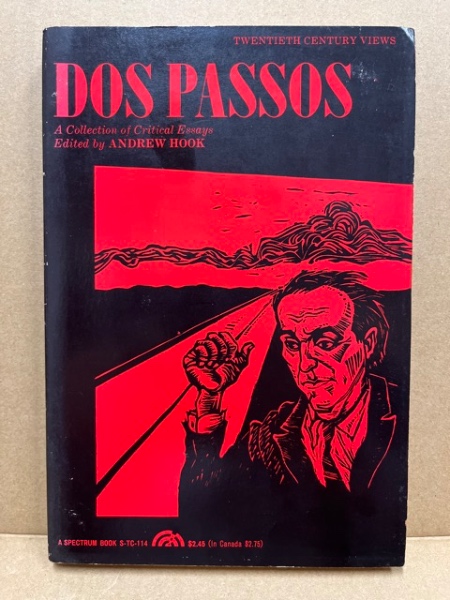 TWENTIETH CENTURY VIEWS
DOS PASSOS
A Collection of Critical Essays
Edited by ANDREW HOOK
A SPECTRUM BOOK S-TC-114 $2.45 (in Canada $2.75)